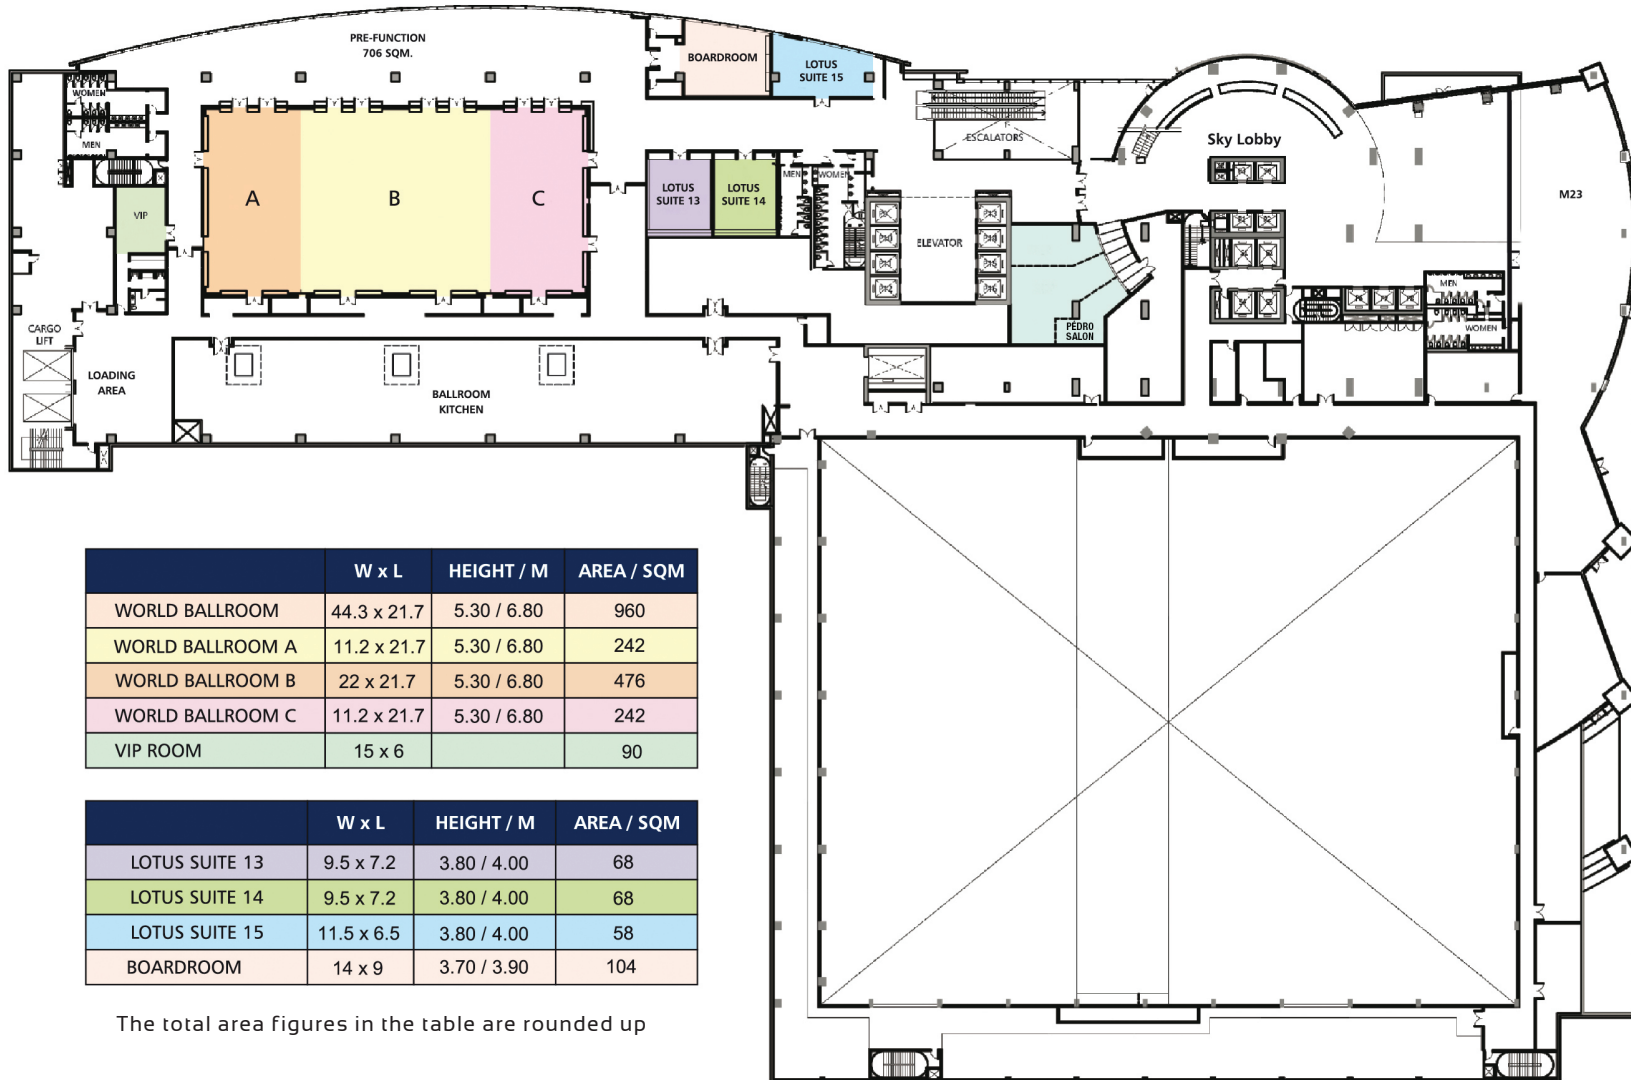 PRE-FUNCTION
706 SQM.
BOARDROOM
LOTUS
SUITE 15
WOMEN
MEN
ESCALATORS
Sky Lobby
M23
A
B
C
VIP
LOTUS
SUITE 13
LOTUS
SUITE 14
MEN
WOMEN
ELEVATOR
PEDRO
SALON
MEN
WOMEN
CARGO
LIFT
LOADING
AREA
BALLROOM
KITCHEN
W x L HEIGHT / M AREA / SQM
WORLD BALLROOM 44.3 x 21.7 5.30 / 6.80 960
WORLD BALLROOM A 11.2 x 21.7 5.30 / 6.80 242
WORLD BALLROOM B 22 x 21.7 5.30 / 6.80 476
WORLD BALLROOM C 11.2 x 21.7 5.30 / 6.80 242
VIP ROOM 15 x 6 90
W x L HEIGHT / M AREA / SQM
LOTUS SUITE 13 9.5 x 7.2 3.80 / 4.00 68
LOTUS SUITE 14 9.5 x 7.2 3.80 / 4.00 68
LOTUS SUITE 15 11.5 x 6.5 3.80 / 4.00 58
BOARDROOM 14 x 9 3.70 / 3.90 104
The total area figures in the table are rounded up